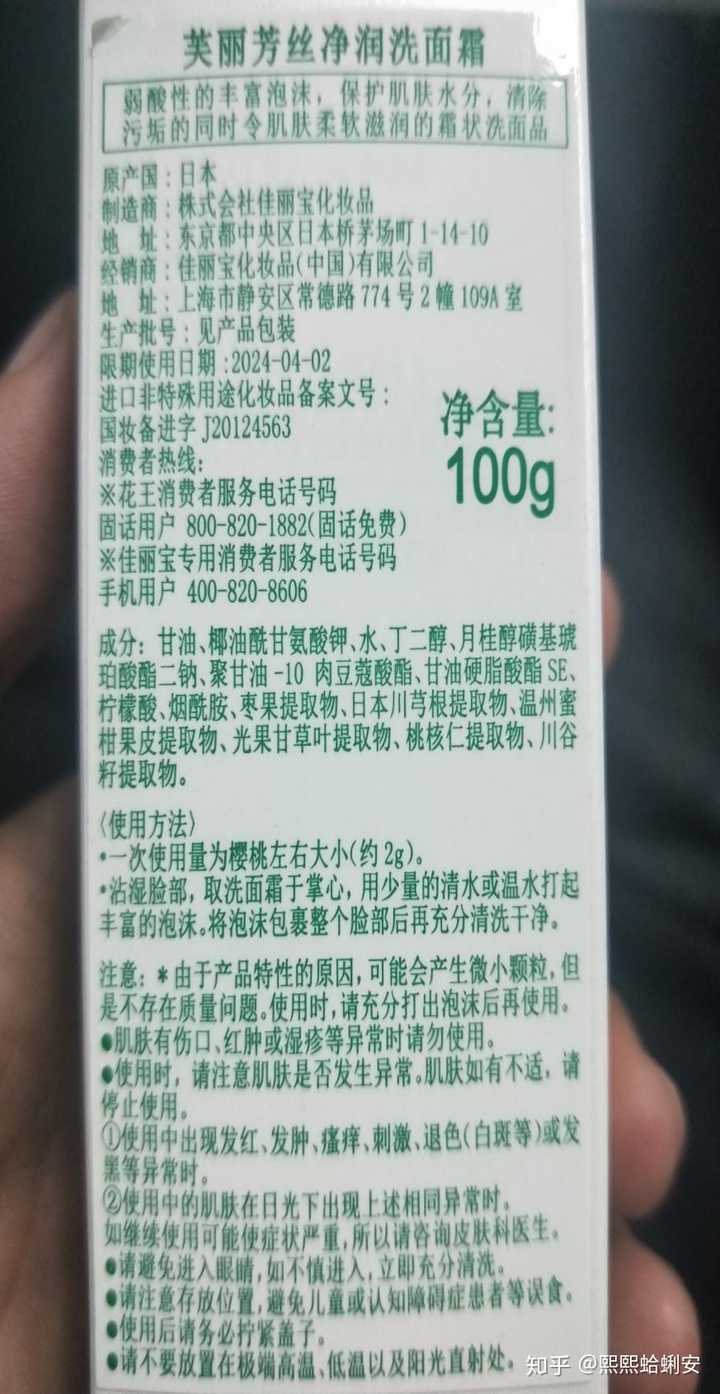 芙丽芳丝净润洗面霜
弱酸性的丰富泡沫，保护肌肤水分，清除
污垢的同时令肌肤柔软滋润的霜状洗面品
原产国：日本
制造商：株式会社佳丽宝化妆品
地　址：东京都中央区日本桥茅场町 1-14-10
经销商：佳丽宝化妆品(中国)有限公司
地　址：上海市静安区常德路 774 号 2 幢 109A 室
生产批号：见产品包装
限期使用日期:2024-04-02
进口非特殊用途化妆品备案文号：
国妆备进字 J20124563
净含量:
100g
消费者热线:
※花王消费者服务电话号码
固话用户 800-820-1882(固话免费)
※佳丽宝专用消费者服务电话号码
手机用户 400-820-8606
成分：甘油、椰油酰甘氨酸钾、水、丁二醇、月桂醇磺基琥
珀酸酯二钠、聚甘油-10 肉豆蔻酸酯、甘油硬脂酸酯 SE、
柠檬酸、烟酰胺、枣果提取物、日本川芎根提取物、温州蜜
柑果皮提取物、光果甘草叶提取物、桃核仁提取物、川谷
籽提取物。
〈使用方法〉
•一次使用量为樱桃左右大小(约 2g)。
•沾湿脸部，取洗面霜于掌心，用少量的清水或温水打起
丰富的泡沫。将泡沫包裹整个脸部后再充分清洗干净。
注意：*由于产品特性的原因，可能会产生微小颗粒，但
是不存在质量问题。使用时，请充分打出泡沫后再使用。
●肌肤有伤口、红肿或湿疹等异常时请勿使用。
●使用时，请注意肌肤是否发生异常。肌肤如有不适，请
停止使用。
①使用中出现发红、发肿、瘙痒、刺激、退色(白斑等)或发
黑等异常时。
②使用中的肌肤在日光下出现上述相同异常时。
如继续使用可能使症状严重，所以请咨询皮肤科医生。
●请避免进入眼睛，如不慎进入，立即充分清洗。
●请注意存放位置，避免儿童或认知障碍症患者等误食。
●使用后请务必拧紧盖子。
●请不要放置在极端高温、低温以及阳光直射处。
知乎 @熙熙蛤蜊安